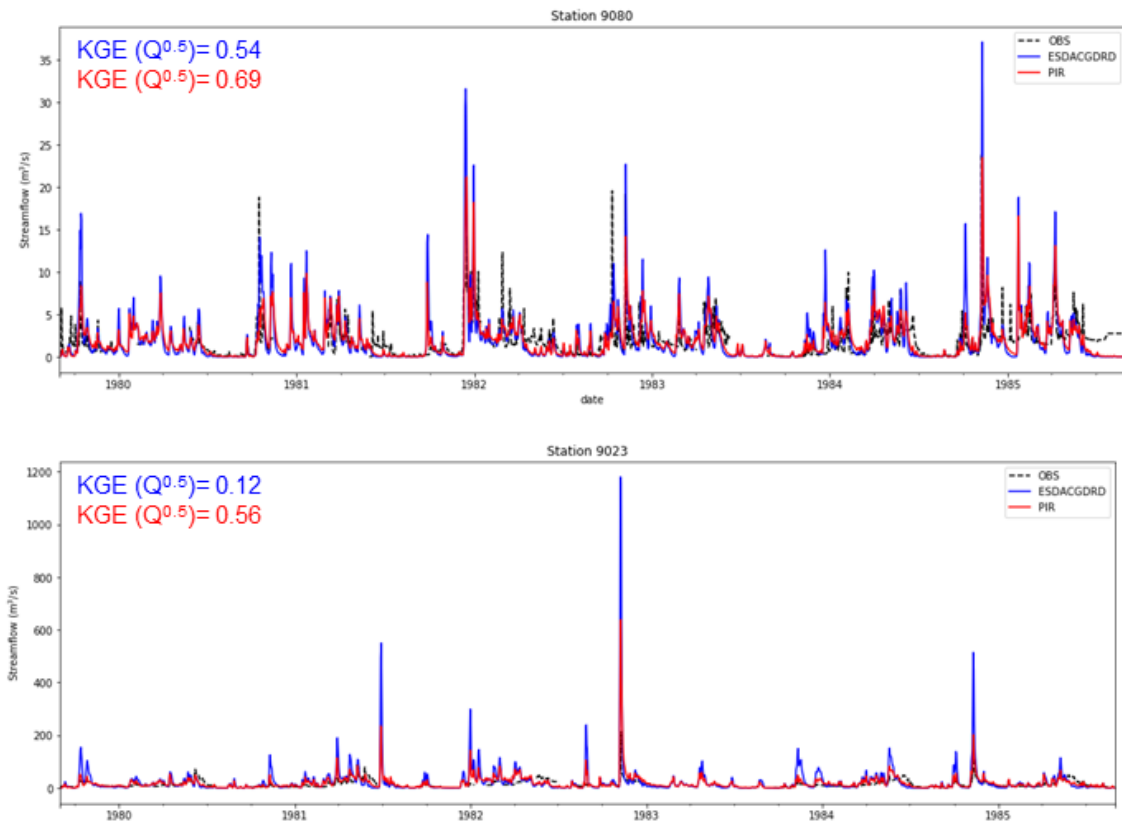 Station 9080
KGE (Q^0.5)= 0.54
KGE (Q^0.5)= 0.69
OBS
ESDACGDRD
PIR
Streamflow (m³/s)
35
30
25
20
15
10
5
0
1980 1981 1982 1983 1984 1985
date
Station 9023
KGE (Q^0.5)= 0.12
KGE (Q^0.5)= 0.56
OBS
ESDACGDRD
PIR
Streamflow (m³/s)
1200
1000
800
600
400
200
0
1980 1981 1982 1983 1984 1985